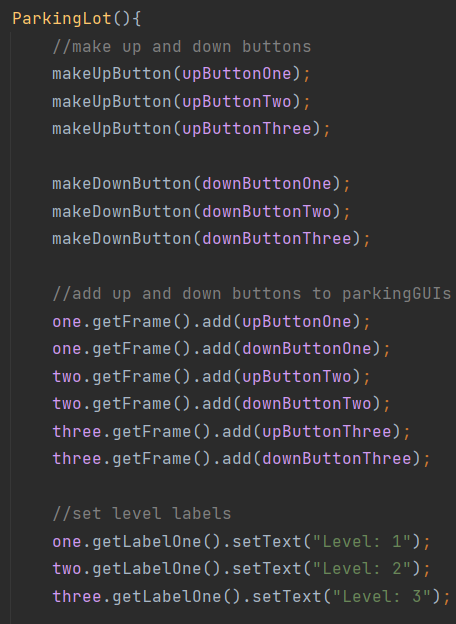 ParkingLot(){
//make up and down buttons
makeUpButton(upButtonOne);
makeUpButton(upButtonTwo);
makeUpButton(upButtonThree);
makeDownButton(downButtonOne);
makeDownButton(downButtonTwo);
makeDownButton(downButtonThree);
//add up and down buttons to parkingGUIs
one.getFrame().add(upButtonOne);
one.getFrame().add(downButtonOne);
two.getFrame().add(upButtonTwo);
two.getFrame().add(downButtonTwo);
three.getFrame().add(upButtonThree);
three.getFrame().add(downButtonThree);
//set level labels
one.getLabelOne().setText("Level: 1");
two.getLabelOne().setText("Level: 2");
three.getLabelOne().setText("Level: 3");